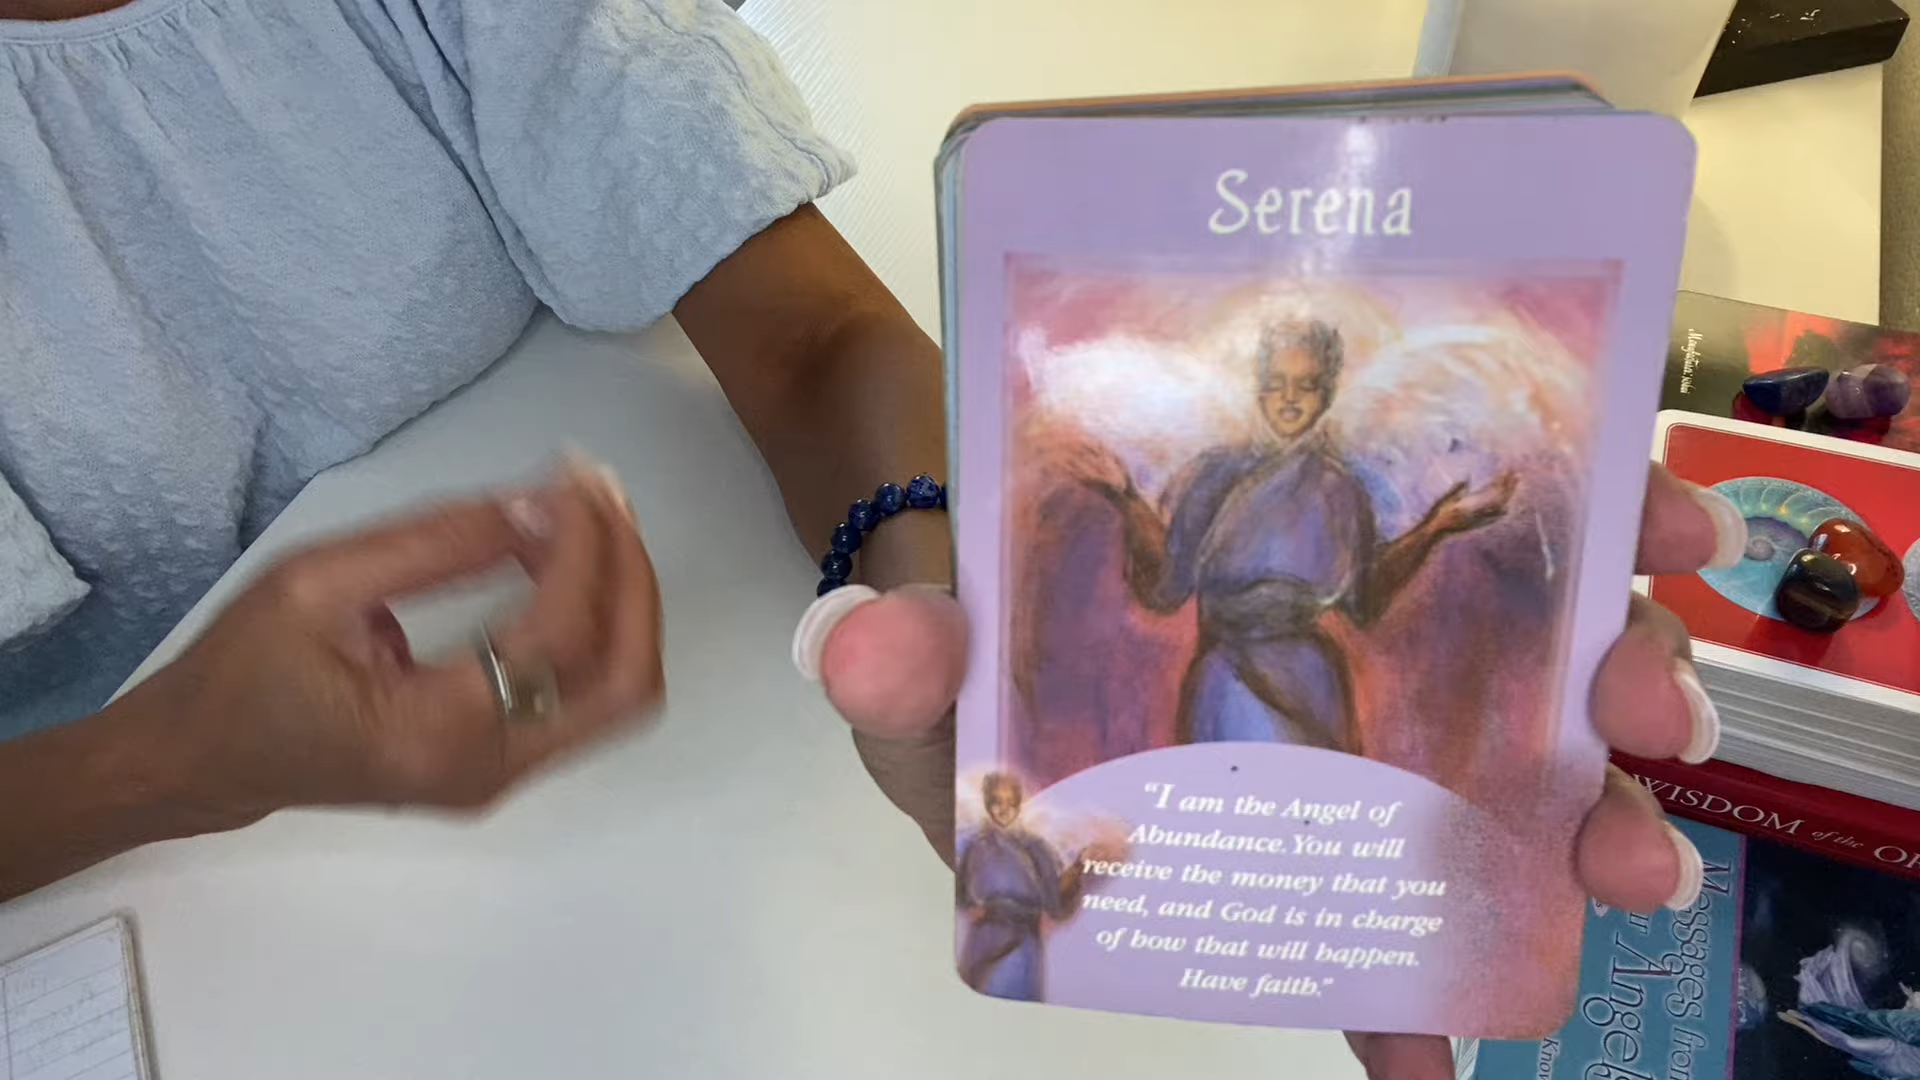 Serena
"I am the Angel of
Abundance. You will
receive the money that you
need, and God is in charge
of how that will happen.
Have faith."
WISDOM of the
Messages from
Angels